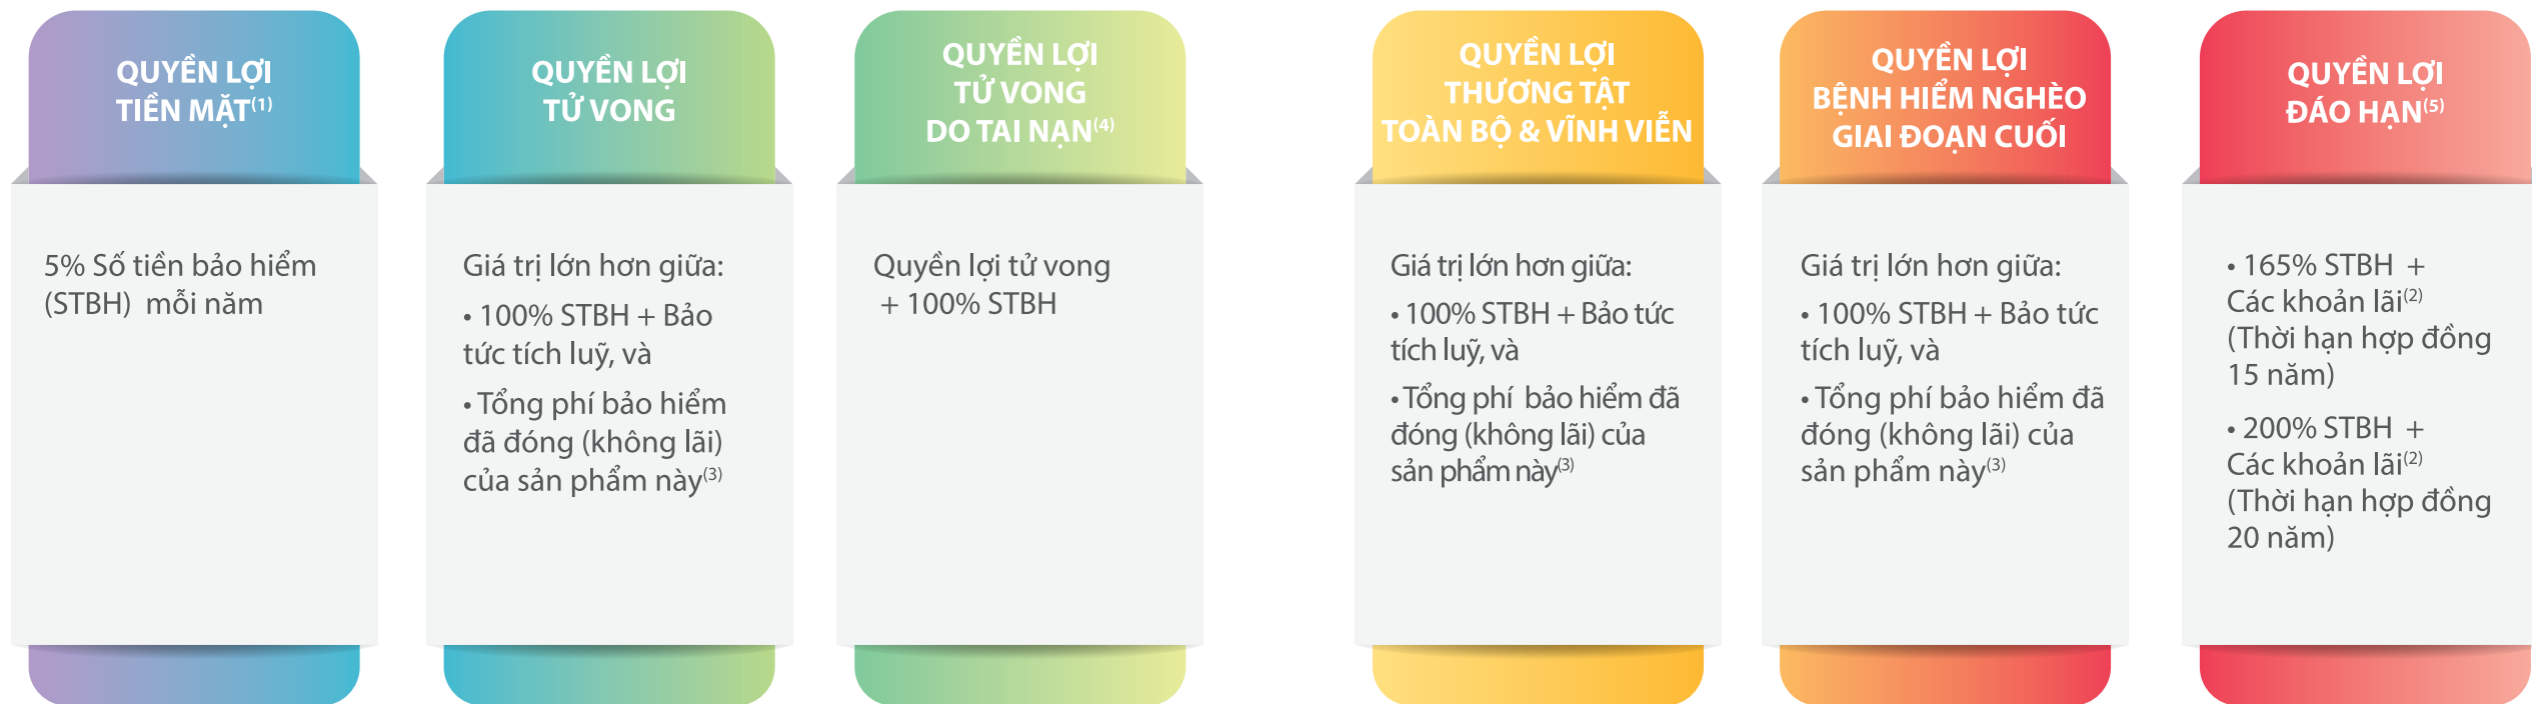 QUYỀN LỢI
TIỀN MẶT(1)
5% Số tiền bảo hiểm
(STBH) mỗi năm
QUYỀN LỢI
TỬ VONG
Giá trị lớn hơn giữa:
• 100% STBH + Bảo
tức tích luỹ, và
• Tổng phí bảo hiểm
đã đóng (không lãi)
của sản phẩm này(3)
QUYỀN LỢI
TỬ VONG
DO TAI NẠN(4)
Quyền lợi tử vong
+ 100% STBH
QUYỀN LỢI
THƯƠNG TẬT
TOÀN BỘ & VĨNH VIỄN
Giá trị lớn hơn giữa:
• 100% STBH + Bảo tức
tích luỹ, và
• Tổng phí bảo hiểm đã
đóng (không lãi) của
sản phẩm này(3)
QUYỀN LỢI
BỆNH HIỂM NGHÈO
GIAI ĐOẠN CUỐI
Giá trị lớn hơn giữa:
• 100% STBH + Bảo tức
tích luỹ, và
• Tổng phí bảo hiểm đã
đóng (không lãi) của
sản phẩm này(3)
QUYỀN LỢI
ĐÁO HẠN(5)
• 165% STBH +
Các khoản lãi(2)
(Thời hạn hợp đồng
15 năm)
• 200% STBH +
Các khoản lãi(2)
(Thời hạn hợp đồng
20 năm)